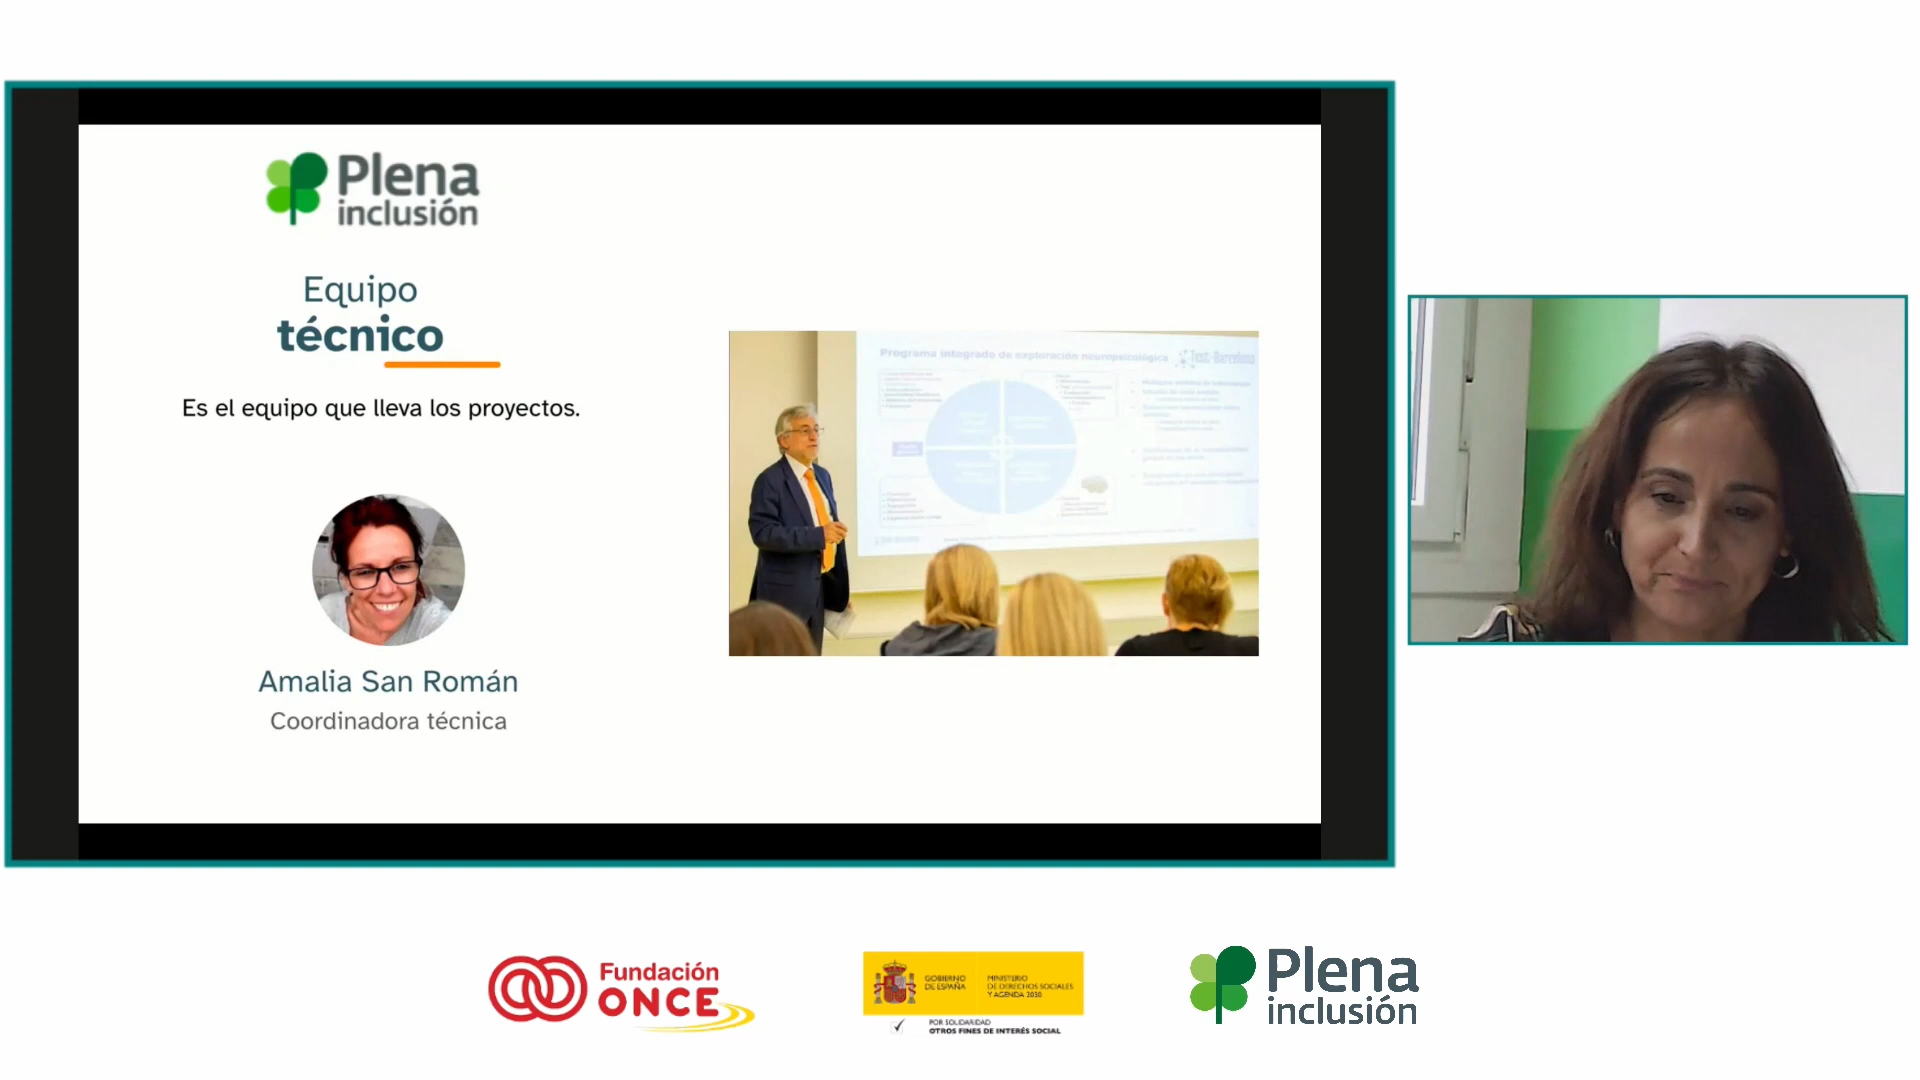 Plena
inclusión
Equipo
técnico
Es el equipo que lleva los proyectos.
Amalia San Román
Coordinadora técnica
Programa integrado de exploración neuropsicológica
Test Barcelona
Fundación
ONCE
GOBIERNO
DE ESPAÑA
MINISTERIO
DE DERECHOS SOCIALES
Y AGENDA 2030
POR SOLIDARIDAD
OTROS FINES DE INTERÉS SOCIAL
Plena
inclusión